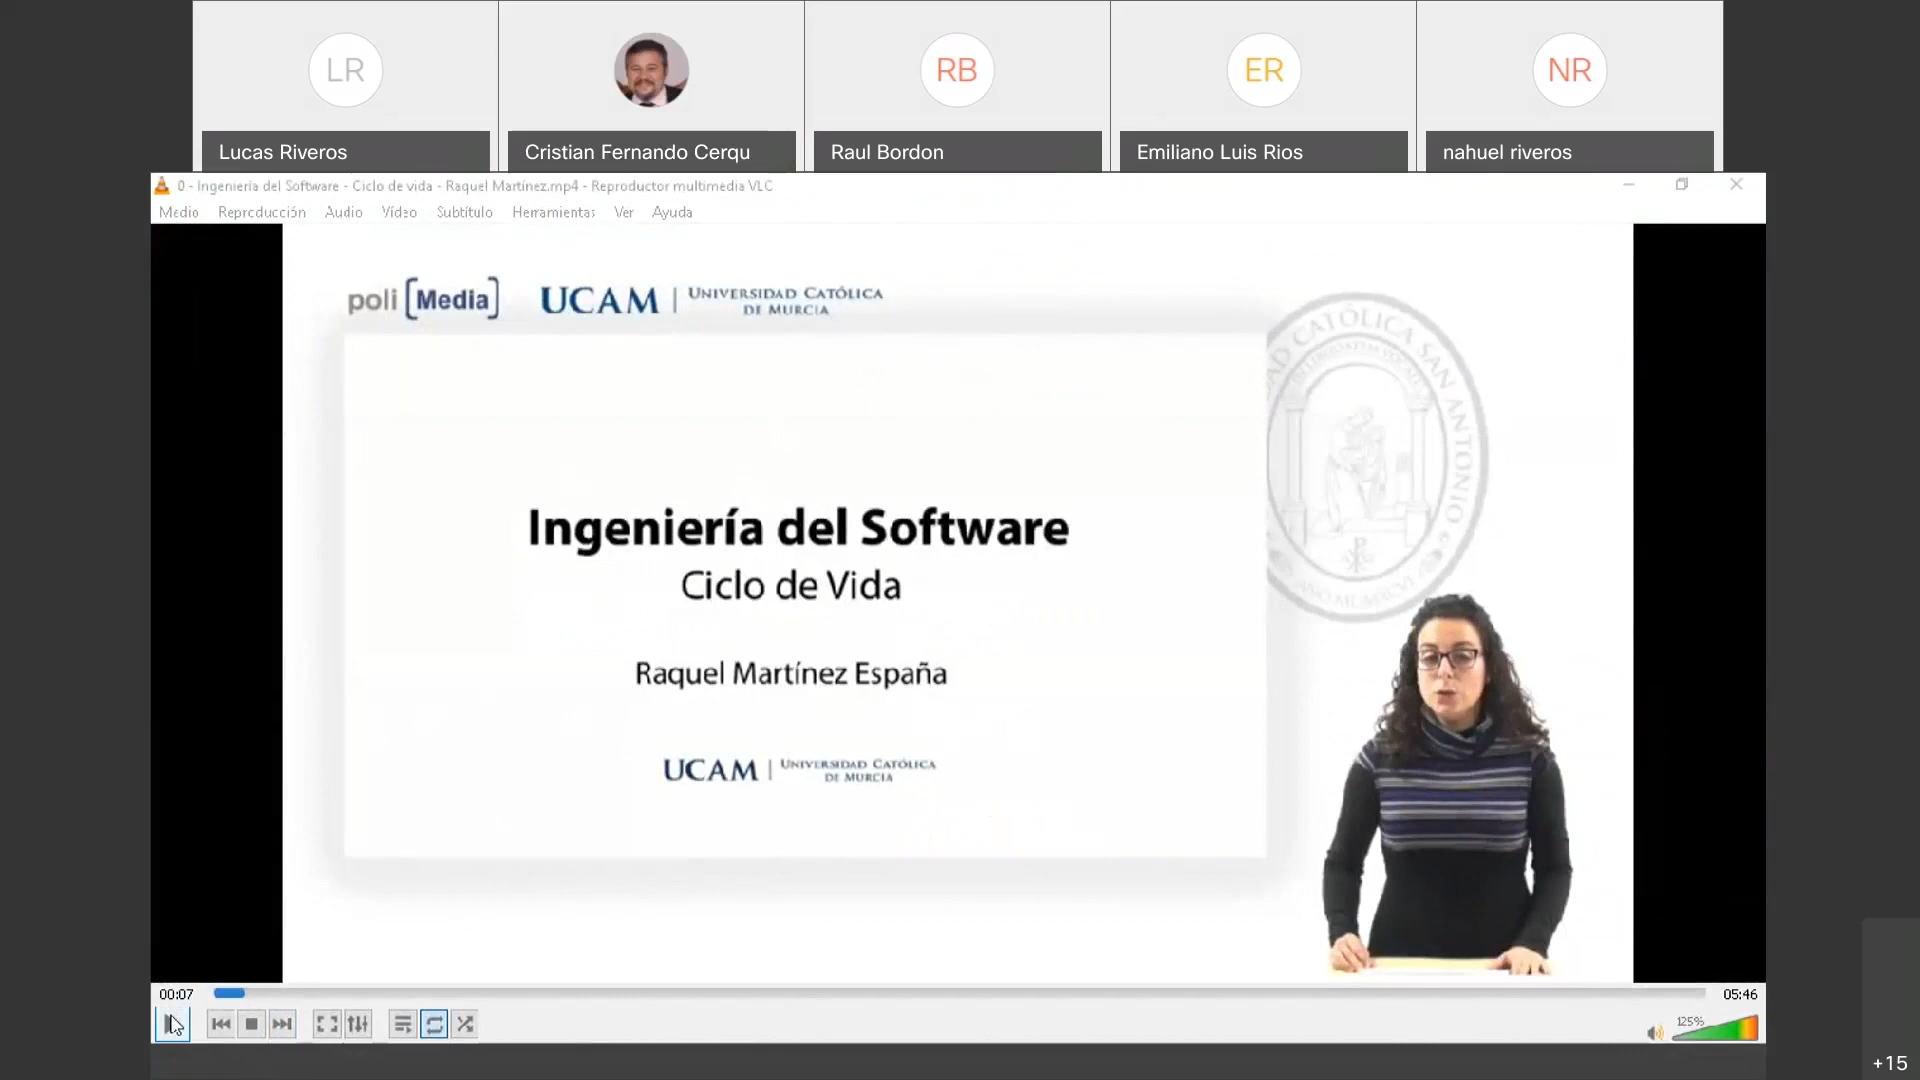 LR
RB
ER
NR
Lucas Riveros
Cristian Fernando Cerqu
Raul Bordon
Emiliano Luis Rios
nahuel riveros
0 - Ingeniería del Software - Ciclo de vida - Raquel Martínez.mp4 - Reproductor multimedia VLC
Medio Reproducción Audio Vídeo Subtítulo Herramientas Ver Ayuda
poli [Media] UCAM | UNIVERSIDAD CATÓLICA
DE MURCIA
CATÓLICA SAN ANTONIO
Ingeniería del Software
Ciclo de Vida
Raquel Martínez España
UCAM | UNIVERSIDAD CATÓLICA
DE MURCIA
00:07
05:46
125%
+15